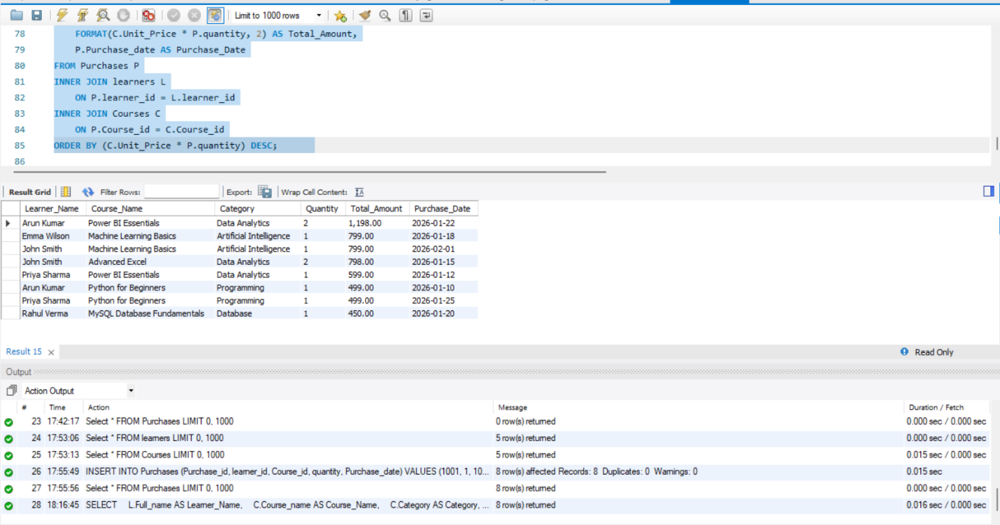 Limit to 1000 rows
78 FORMAT(C.Unit_Price * P.quantity, 2) AS Total_Amount,
79 P.Purchase_date AS Purchase_Date
80 FROM Purchases P
81 INNER JOIN learners L
82 ON P.learner_id = L.learner_id
83 INNER JOIN Courses C
84 ON P.Course_id = C.Course_id
85 ORDER BY (C.Unit_Price * P.quantity) DESC;
86
Result Grid Filter Rows: Export: Wrap Cell Content:
Learner_Name Course_Name Category Quantity Total_Amount Purchase_Date
Arun Kumar Power BI Essentials Data Analytics 2 1,198.00 2026-01-22
Emma Wilson Machine Learning Basics Artificial Intelligence 1 799.00 2026-01-18
John Smith Machine Learning Basics Artificial Intelligence 1 799.00 2026-02-01
John Smith Advanced Excel Data Analytics 2 798.00 2026-01-15
Priya Sharma Power BI Essentials Data Analytics 1 599.00 2026-01-12
Arun Kumar Python for Beginners Programming 1 499.00 2026-01-10
Priya Sharma Python for Beginners Programming 1 499.00 2026-01-25
Rahul Verma MySQL Database Fundamentals Database 1 450.00 2026-01-20
Result 15 Read Only
Output
Action Output
# Time Action Message Duration / Fetch
23 17:42:17 Select * FROM Purchases LIMIT 0, 1000 0 row(s) returned 0.000 sec / 0.000 sec
24 17:53:06 Select * FROM learners LIMIT 0, 1000 5 row(s) returned 0.000 sec / 0.000 sec
25 17:53:13 Select * FROM Courses LIMIT 0, 1000 5 row(s) returned 0.015 sec / 0.000 sec
26 17:55:49 INSERT INTO Purchases (Purchase_id, learner_id, Course_id, quantity, Purchase_date) VALUES (1001, 1, 10... 8 row(s) affected Records: 8 Duplicates: 0 Warnings: 0 0.015 sec
27 17:55:56 Select * FROM Purchases LIMIT 0, 1000 8 row(s) returned 0.000 sec / 0.000 sec
28 18:16:45 SELECT L.Full_name AS Learner_Name, C.Course_name AS Course_Name, C.Category AS Category, ... 8 row(s) returned 0.016 sec / 0.000 sec